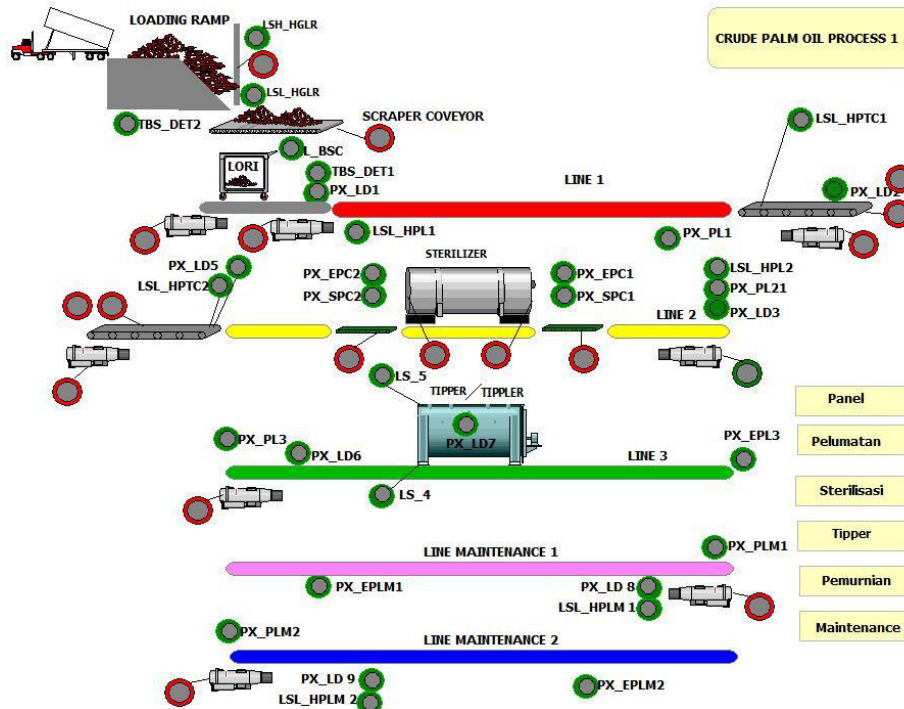 LOADING RAMP
LSH_HGLR
CRUDE PALM OIL PROCESS 1
LSL_HGLR
TBS_DET2
SCRAPER COVEYOR
LSL_HPTC1
L_BSC
LORI
TBS_DET1
PX_LD1
LINE 1
PX_LD2
LSL_HPL1
PX_PL1
STERILIZER
PX_LD5
LSL_HPTC2
PX_EPC2
PX_SPC2
PX_EPC1
PX_SPC1
LSL_HPL2
PX_PL21
PX_LD3
LINE 2
LS_5
TIPPER
TIPPLER
PX_LD7
Panel
PX_PL3
PX_LD6
LINE 3
PX_EPL3
Pelumatan
LS_4
Sterilisasi
LINE MAINTENANCE 1
PX_PLM1
Tipper
PX_EPLM1
PX_LD 8
LSL_HPLM 1
Pemurnian
PX_PLM2
LINE MAINTENANCE 2
Maintenance
PX_LD 9
LSL_HPLM 2
PX_EPLM2